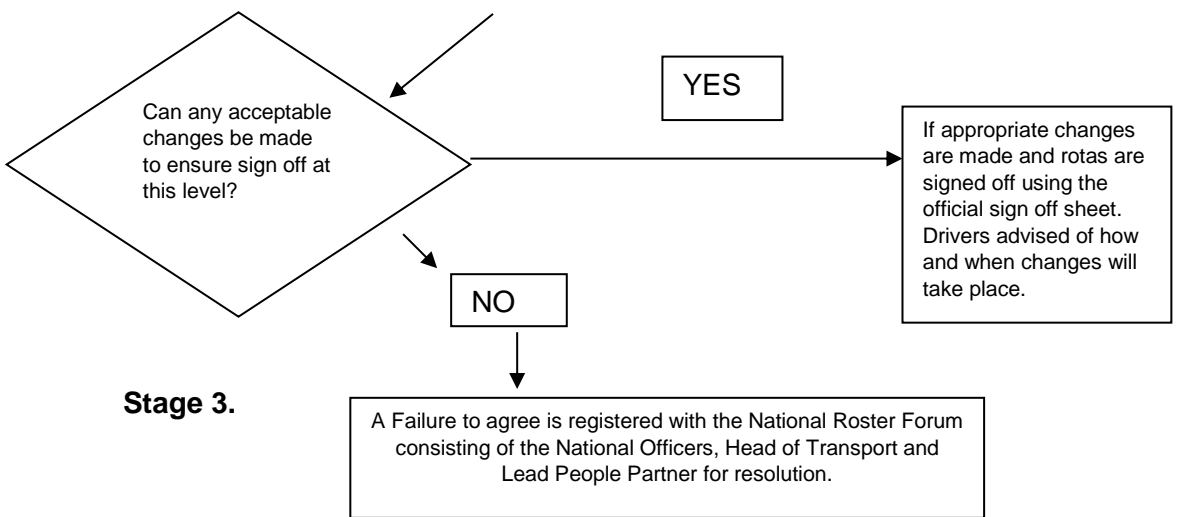 Can any acceptable
changes be made
to ensure sign off at
this level?
YES
If appropriate changes
are made and rotas are
signed off using the
official sign off sheet.
Drivers advised of how
and when changes will
take place.
NO
Stage 3.
A Failure to agree is registered with the National Roster Forum
consisting of the National Officers, Head of Transport and
Lead People Partner for resolution.